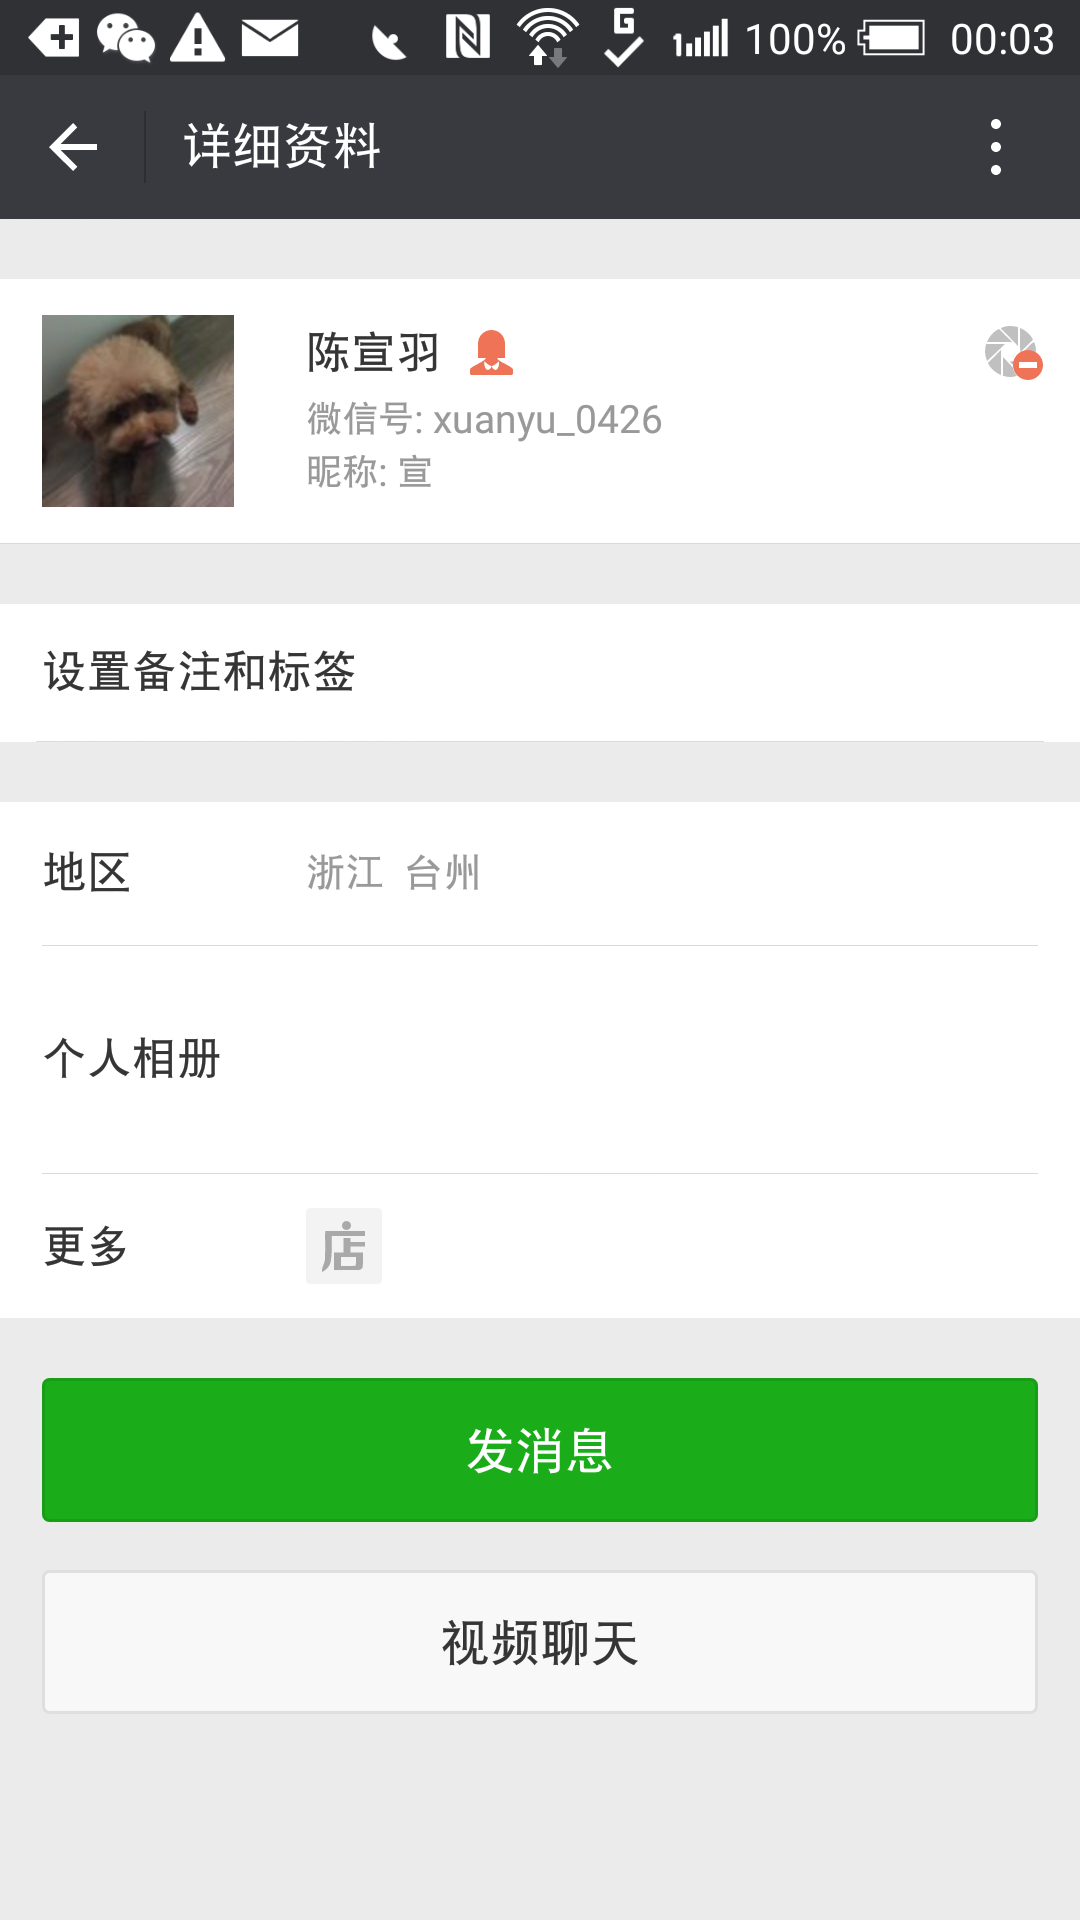 100% 00:03
详细资料
陈宣羽
微信号: xuanyu_0426
昵称: 宣
设置备注和标签
地区 浙江 台州
个人相册
更多 店
发消息
视频聊天